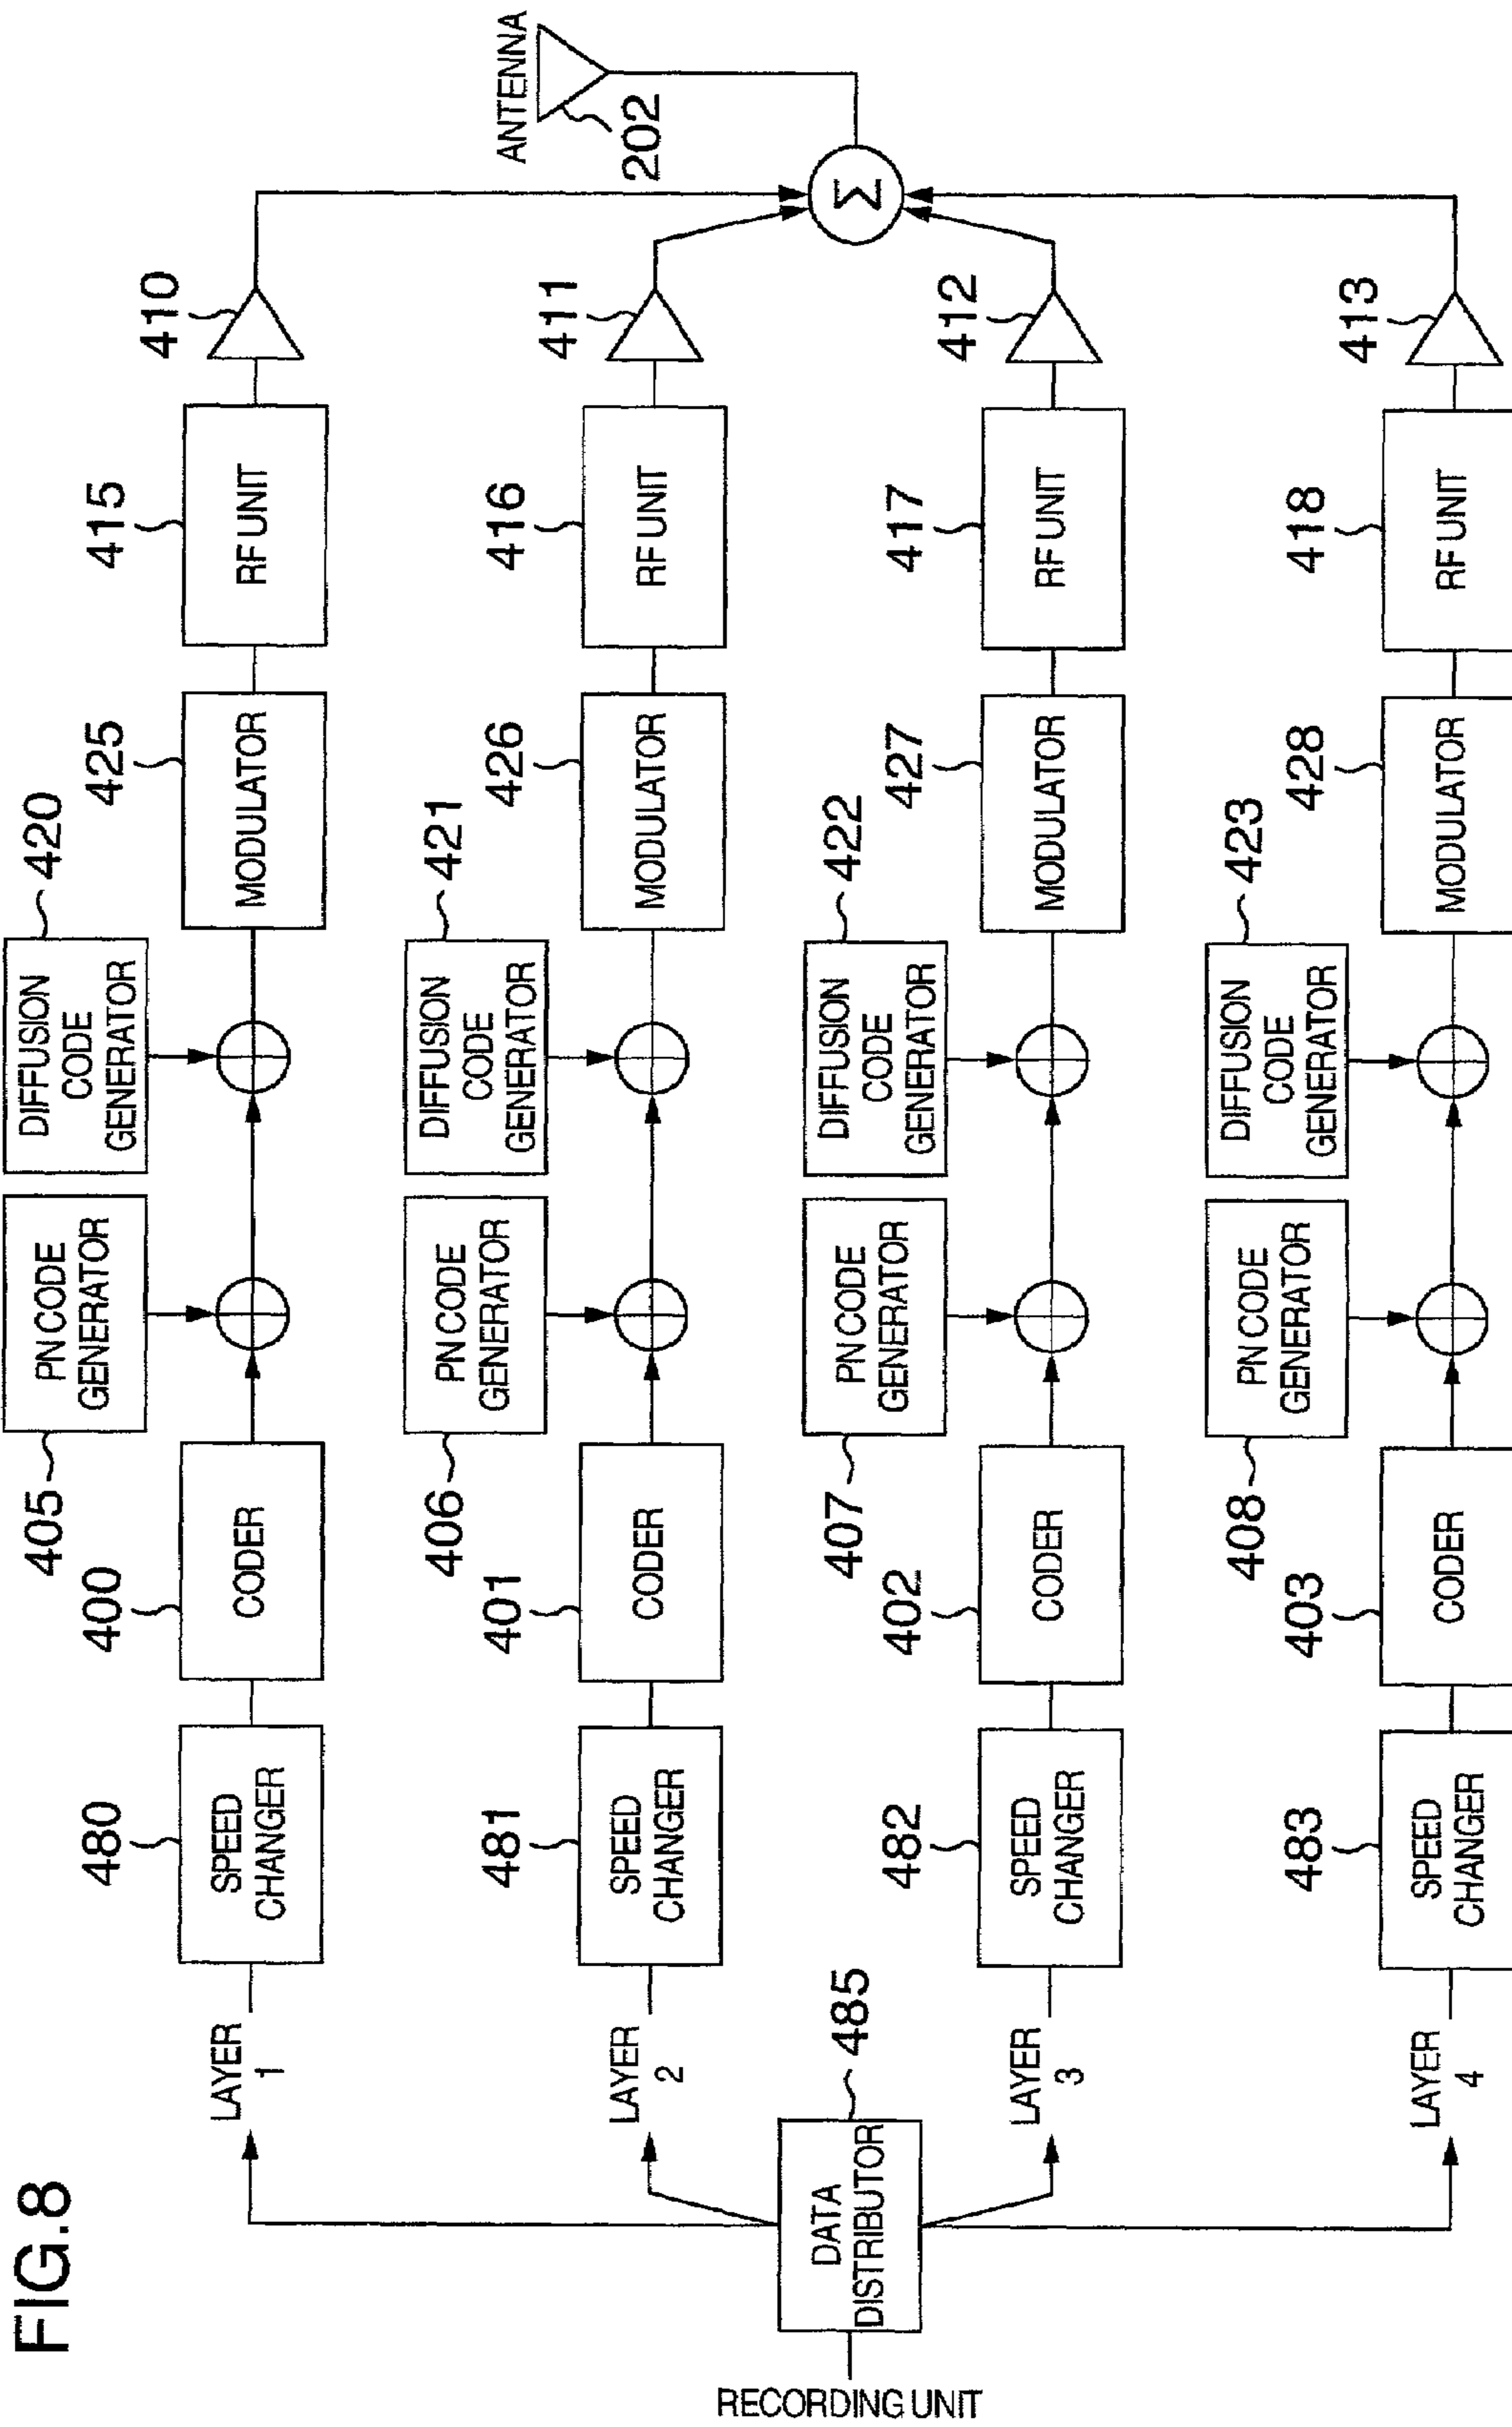 FIG.8
RECORDING UNIT
DATA
DISTRIBUTOR
485
LAYER
1
480
SPEED
CHANGER
400
CODER
405
PN CODE
GENERATOR
420
DIFFUSION
CODE
GENERATOR
425
MODULATOR
415
RF UNIT
410
LAYER
2
481
SPEED
CHANGER
401
CODER
406
PN CODE
GENERATOR
421
DIFFUSION
CODE
GENERATOR
426
MODULATOR
416
RF UNIT
411
LAYER
3
482
SPEED
CHANGER
402
CODER
407
PN CODE
GENERATOR
422
DIFFUSION
CODE
GENERATOR
427
MODULATOR
417
RF UNIT
412
LAYER
4
483
SPEED
CHANGER
403
CODER
408
PN CODE
GENERATOR
423
DIFFUSION
CODE
GENERATOR
428
MODULATOR
418
RF UNIT
413
Σ
ANTENNA
202